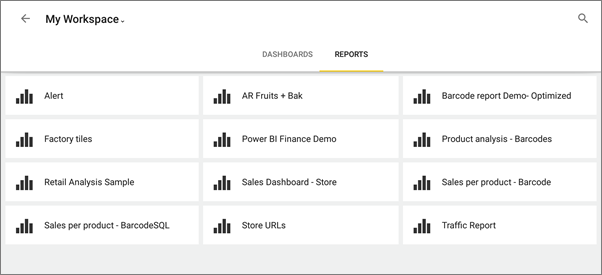 My Workspace
DASHBOARDS REPORTS
Alert AR Fruits + Bak Barcode report Demo- Optimized
Factory tiles Power BI Finance Demo Product analysis - Barcodes
Retail Analysis Sample Sales Dashboard - Store Sales per product - Barcode
Sales per product - BarcodeSQL Store URLs Traffic Report